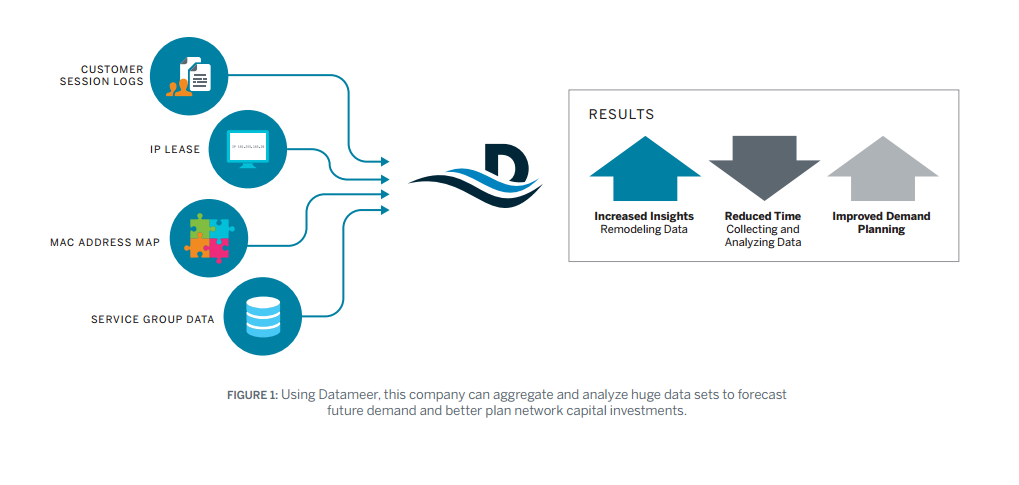 CUSTOMER
SESSION LOGS
IP LEASE
MAC ADDRESS MAP
SERVICE GROUP DATA
D
RESULTS
Increased Insights
Remodeling Data
Reduced Time
Collecting and
Analyzing Data
Improved Demand
Planning
FIGURE 1: Using Datameer, this company can aggregate and analyze huge data sets to forecast
future demand and better plan network capital investments.